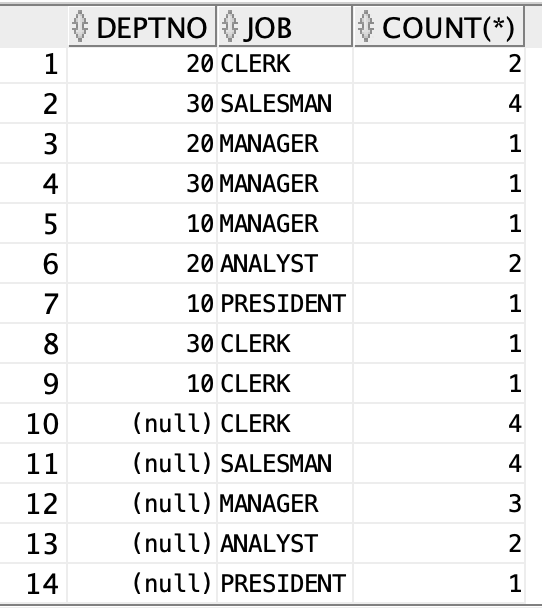 DEPTNO JOB COUNT(*)
1 20 CLERK 2
2 30 SALESMAN 4
3 20 MANAGER 1
4 30 MANAGER 1
5 10 MANAGER 1
6 20 ANALYST 2
7 10 PRESIDENT 1
8 30 CLERK 1
9 10 CLERK 1
10 (null) CLERK 4
11 (null) SALESMAN 4
12 (null) MANAGER 3
13 (null) ANALYST 2
14 (null) PRESIDENT 1